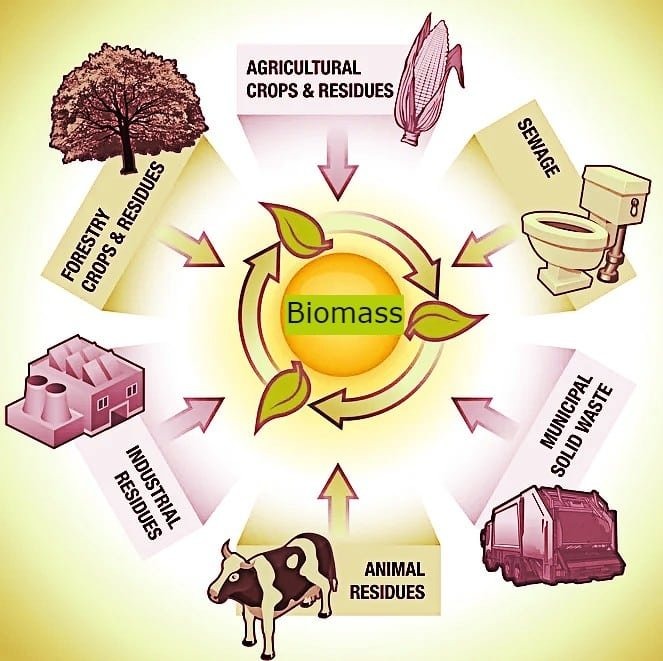 AGRICULTURAL
CROPS & RESIDUES
SEWAGE
FORESTRY
CROPS & RESIDUES
Biomass
MUNICIPAL
SOLID WASTE
INDUSTRIAL
RESIDUES
ANIMAL
RESIDUES